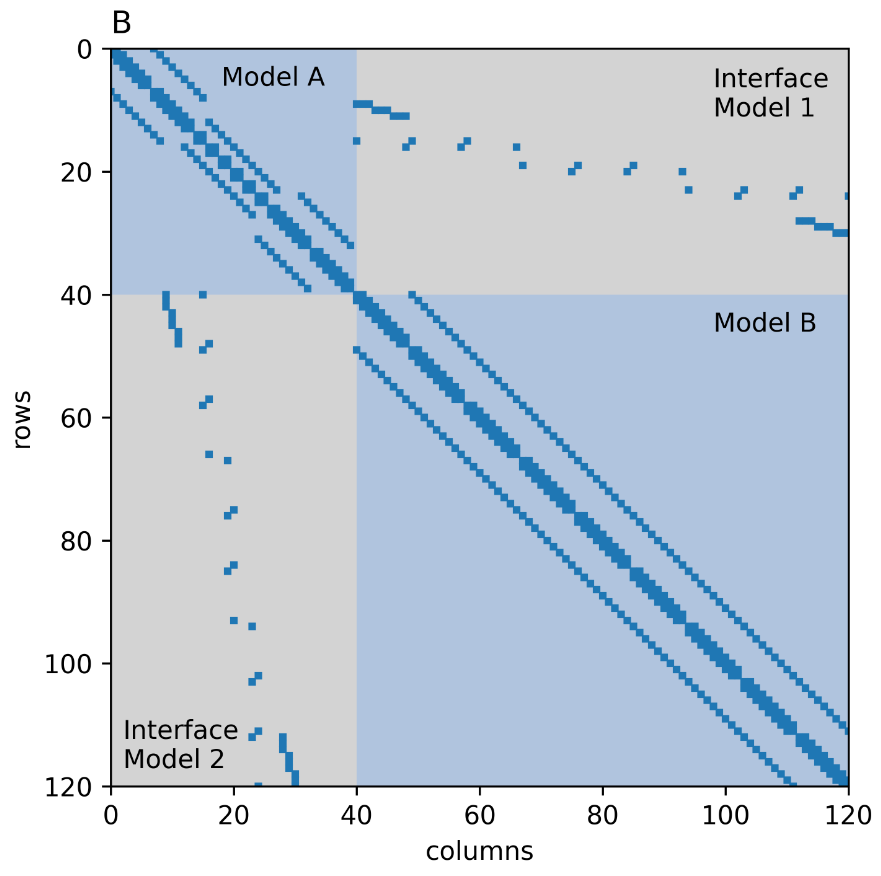 B
0
Model A
Interface
Model 1
20
40
Model B
60
80
100
Interface
Model 2
120
rows
0 20 40 60 80 100 120
columns